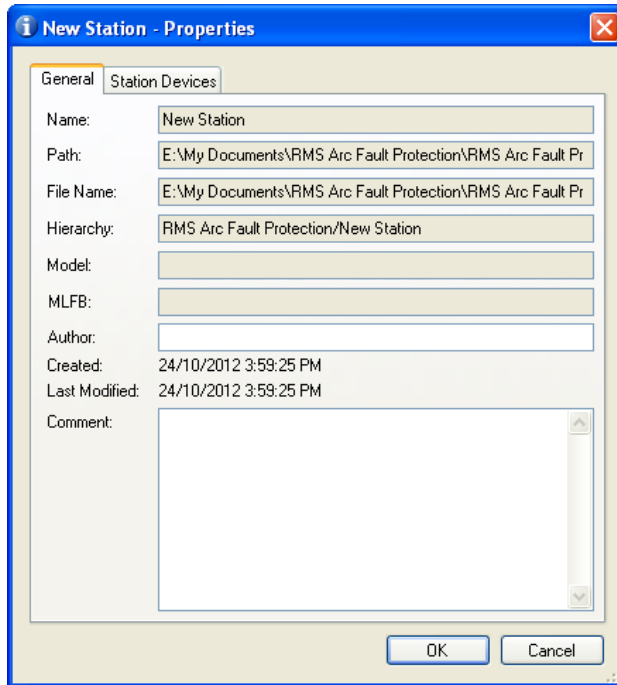 New Station - Properties
General Station Devices
Name: New Station
Path: E:\My Documents\RMS Arc Fault Protection\RMS Arc Fault Pr
File Name: E:\My Documents\RMS Arc Fault Protection\RMS Arc Fault Pr
Hierarchy: RMS Arc Fault Protection/New Station
Model:
MLFB:
Author:
Created: 24/10/2012 3:59:25 PM
Last Modified: 24/10/2012 3:59:25 PM
Comment:
OK Cancel